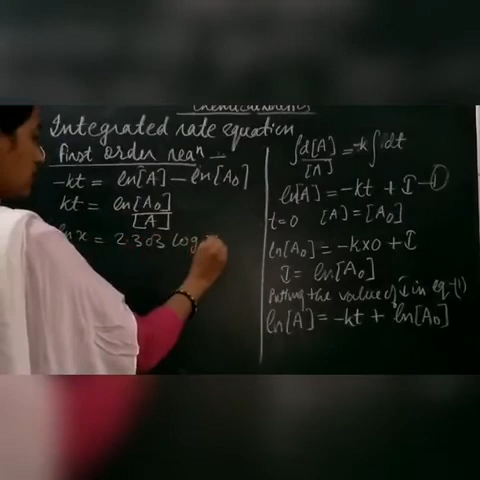 Integrated rate equation
) First order reaⁿ –
-kt = ln[A] - ln[A₀]
kt = ln[A₀]
[A]
ln x = 2.303 log
∫d[A] = -k∫dt
[A]
ln[A] = -kt + I -①
t=0 [A] = [A₀]
ln[A₀] = -k×0 + I
I = ln[A₀]
Putting the value of I in eq-(1)
ln[A] = -kt + ln[A₀]